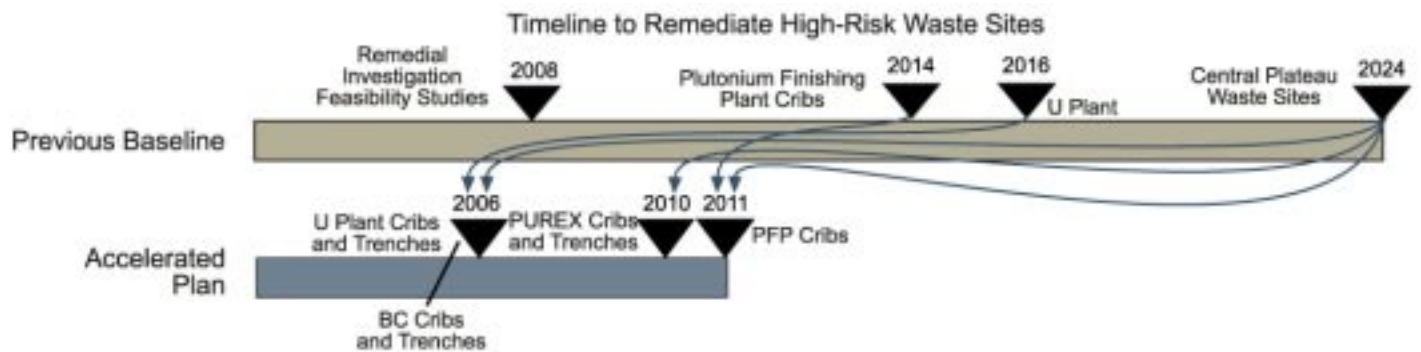 Timeline to Remediate High-Risk Waste Sites
Remedial
Investigation
Feasibility Studies
2008
Plutonium Finishing
Plant Cribs
2014
2016
U Plant
Central Plateau
Waste Sites
2024
Previous Baseline
2006
2010
2011
U Plant Cribs
and Trenches
PUREX Cribs
and Trenches
PFP Cribs
Accelerated
Plan
BC Cribs
and Trenches